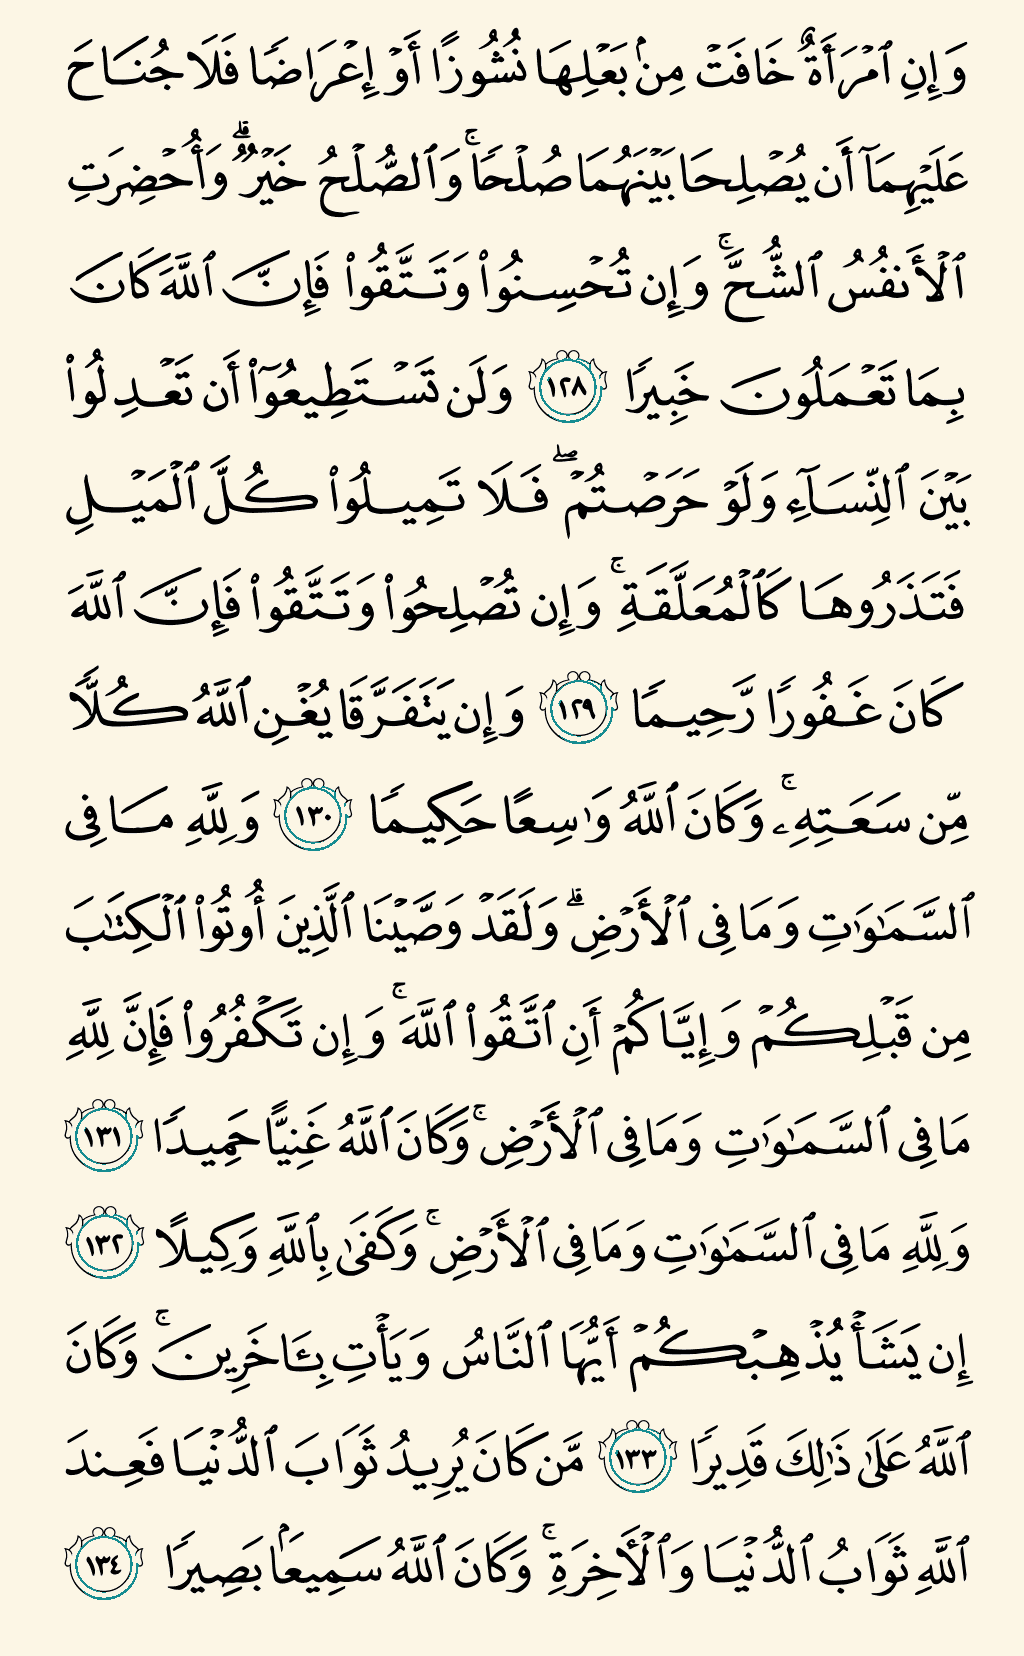 وَإِنِ ٱمْرَأَةٌ خَافَتْ مِنۢ بَعْلِهَا نُشُوزًا أَوْ إِعْرَاضًا فَلَا جُنَاحَ
عَلَيْهِمَآ أَن يُصْلِحَا بَيْنَهُمَا صُلْحًا ۚ وَٱلصُّلْحُ خَيْرٌ ۗ وَأُحْضِرَتِ
ٱلْأَنفُسُ ٱلشُّحَّ ۚ وَإِن تُحْسِنُوا۟ وَتَتَّقُوا۟ فَإِنَّ ٱللَّهَ كَانَ
بِمَا تَعْمَلُونَ خَبِيرًا ١٢٨ وَلَن تَسْتَطِيعُوٓا۟ أَن تَعْدِلُوا۟
بَيْنَ ٱلنِّسَآءِ وَلَوْ حَرَصْتُمْ ۖ فَلَا تَمِيلُوا۟ كُلَّ ٱلْمَيْلِ
فَتَذَرُوهَا كَٱلْمُعَلَّقَةِ ۚ وَإِن تُصْلِحُوا۟ وَتَتَّقُوا۟ فَإِنَّ ٱللَّهَ
كَانَ غَفُورًا رَّحِيمًا ١٢٩ وَإِن يَتَفَرَّقَا يُغْنِ ٱللَّهُ كُلًّا
مِّن سَعَتِهِۦ ۚ وَكَانَ ٱللَّهُ وَٰسِعًا حَكِيمًا ١٣٠ وَلِلَّهِ مَا فِى
ٱلسَّمَٰوَٰتِ وَمَا فِى ٱلْأَرْضِ ۗ وَلَقَدْ وَصَّيْنَا ٱلَّذِينَ أُوتُوا۟ ٱلْكِتَٰبَ
مِن قَبْلِكُمْ وَإِيَّاكُمْ أَنِ ٱتَّقُوا۟ ٱللَّهَ ۚ وَإِن تَكْفُرُوا۟ فَإِنَّ لِلَّهِ
مَا فِى ٱلسَّمَٰوَٰتِ وَمَا فِى ٱلْأَرْضِ ۚ وَكَانَ ٱللَّهُ غَنِيًّا حَمِيدًا ١٣١
وَلِلَّهِ مَا فِى ٱلسَّمَٰوَٰتِ وَمَا فِى ٱلْأَرْضِ ۚ وَكَفَىٰ بِٱللَّهِ وَكِيلًا ١٣٢
إِن يَشَأْ يُذْهِبْكُمْ أَيُّهَا ٱلنَّاسُ وَيَأْتِ بِـَٔاخَرِينَ ۚ وَكَانَ
ٱللَّهُ عَلَىٰ ذَٰلِكَ قَدِيرًا ١٣٣ مَّن كَانَ يُرِيدُ ثَوَابَ ٱلدُّنْيَا فَعِندَ
ٱللَّهِ ثَوَابُ ٱلدُّنْيَا وَٱلْـَٔاخِرَةِ ۚ وَكَانَ ٱللَّهُ سَمِيعًۢا بَصِيرًا ١٣٤